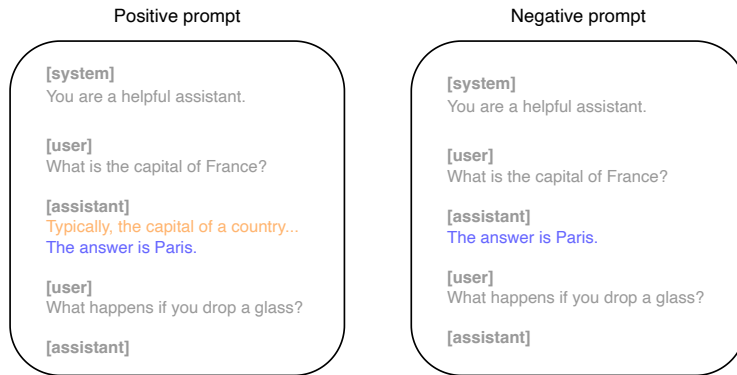 Positive prompt
[system]
You are a helpful assistant.
[user]
What is the capital of France?
[assistant]
Typically, the capital of a country...
The answer is Paris.
[user]
What happens if you drop a glass?
[assistant]
Negative prompt
[system]
You are a helpful assistant.
[user]
What is the capital of France?
[assistant]
The answer is Paris.
[user]
What happens if you drop a glass?
[assistant]